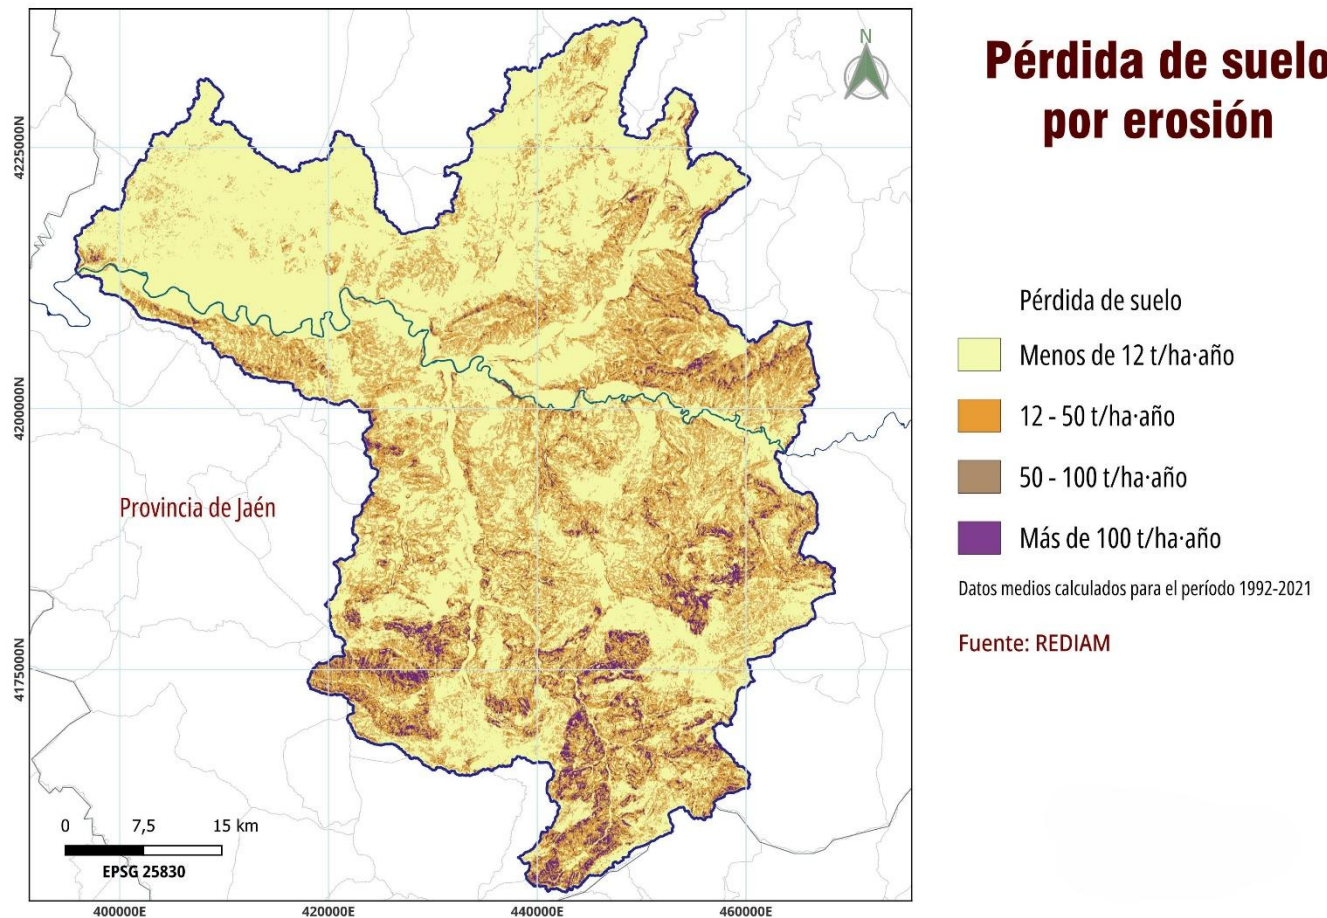 Pérdida de suelo
por erosión
N
4225000N
4200000N
4175000N
Provincia de Jaén
0 7,5 15 km
EPSG 25830
400000E 420000E 440000E 460000E
Pérdida de suelo
Menos de 12 t/ha·año
12 - 50 t/ha·año
50 - 100 t/ha·año
Más de 100 t/ha·año
Datos medios calculados para el período 1992-2021
Fuente: REDIAM